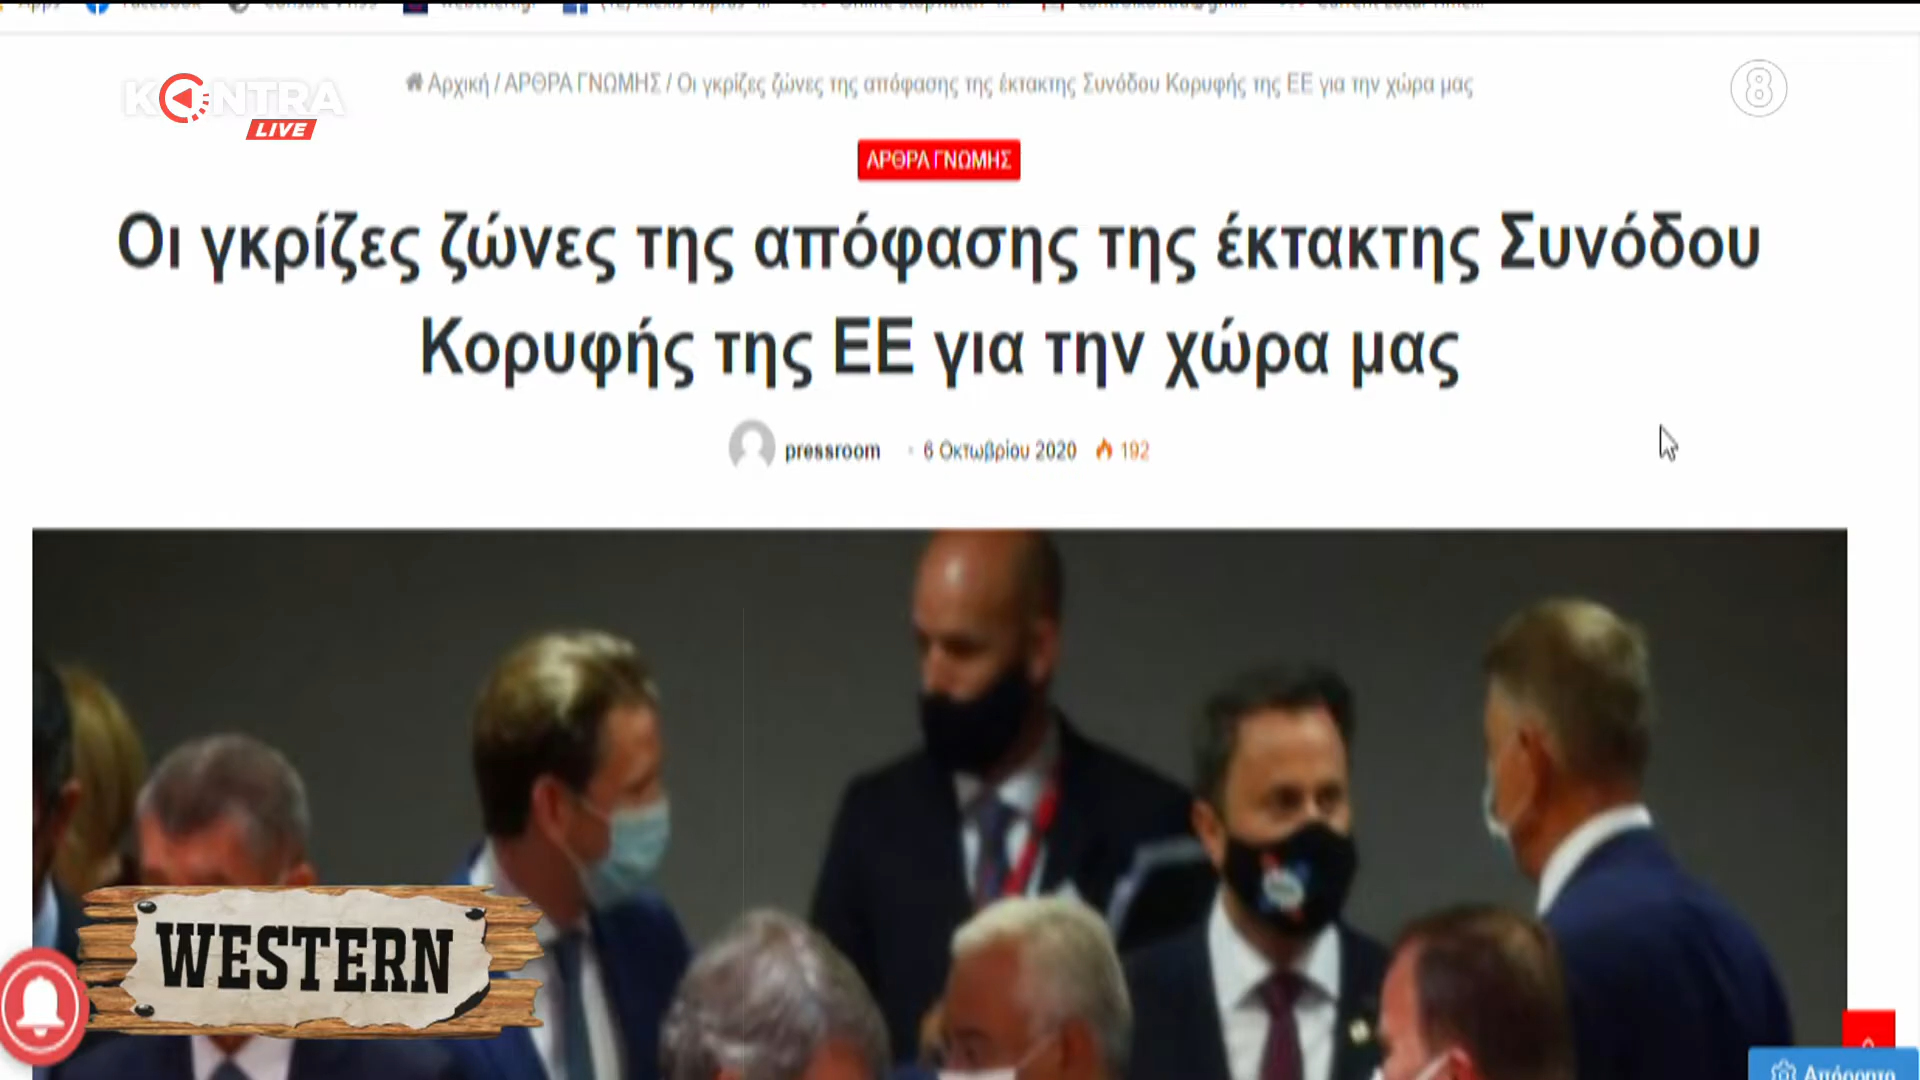 Αρχική / ΑΡΘΡΑ ΓΝΩΜΗΣ / Οι γκρίζες ζώνες της απόφασης της έκτακτης Συνόδου Κορυφής της ΕΕ για την χώρα μας
KONTRA
LIVE
8
ΑΡΘΡΑ ΓΝΩΜΗΣ
Οι γκρίζες ζώνες της απόφασης της έκτακτης Συνόδου
Κορυφής της ΕΕ για την χώρα μας
pressroom 6 Οκτωβρίου 2020 192
WESTERN
Απόρρητο